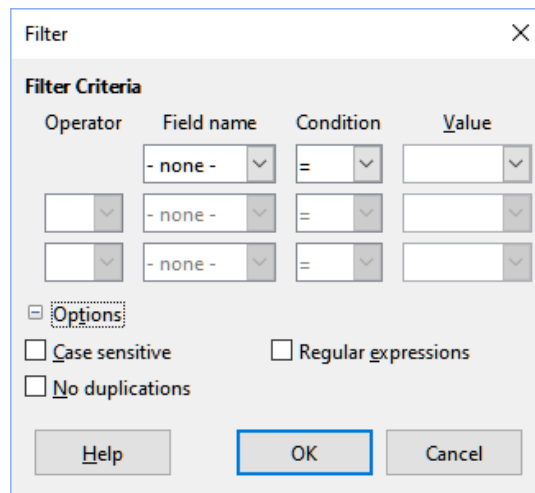 Filter
Filter Criteria
Operator Field name Condition Value
- none - =
- none - =
- none - =
Options
Case sensitive Regular expressions
No duplications
Help OK Cancel